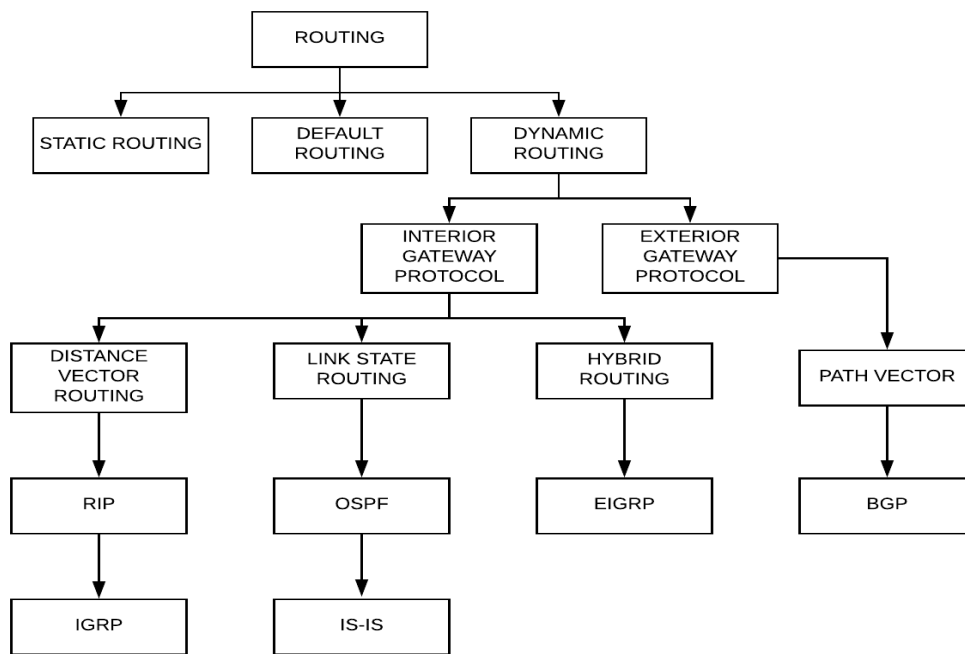 ROUTING
STATIC ROUTING
DEFAULT
ROUTING
DYNAMIC
ROUTING
INTERIOR
GATEWAY
PROTOCOL
EXTERIOR
GATEWAY
PROTOCOL
DISTANCE
VECTOR
ROUTING
LINK STATE
ROUTING
HYBRID
ROUTING
PATH VECTOR
RIP
OSPF
EIGRP
BGP
IGRP
IS-IS